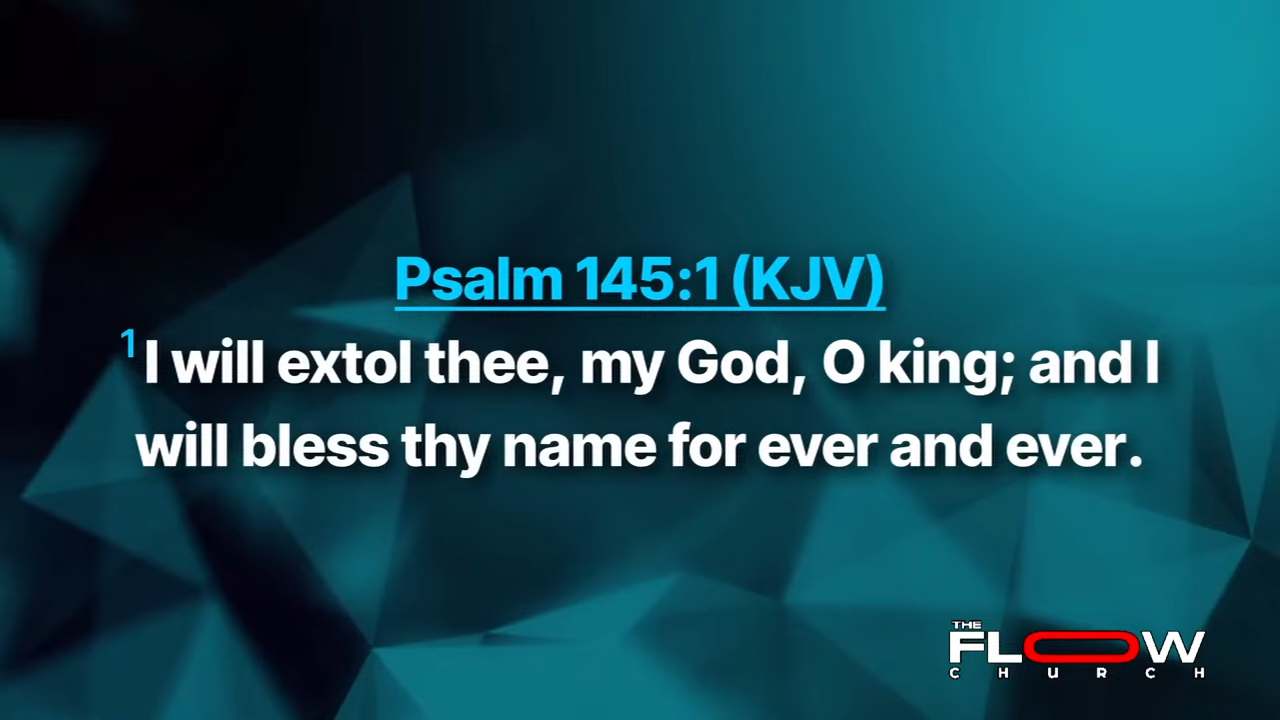 Psalm 145:1 (KJV)
1 I will extol thee, my God, O king; and I
will bless thy name for ever and ever.
THE
FLOW
CHURCH